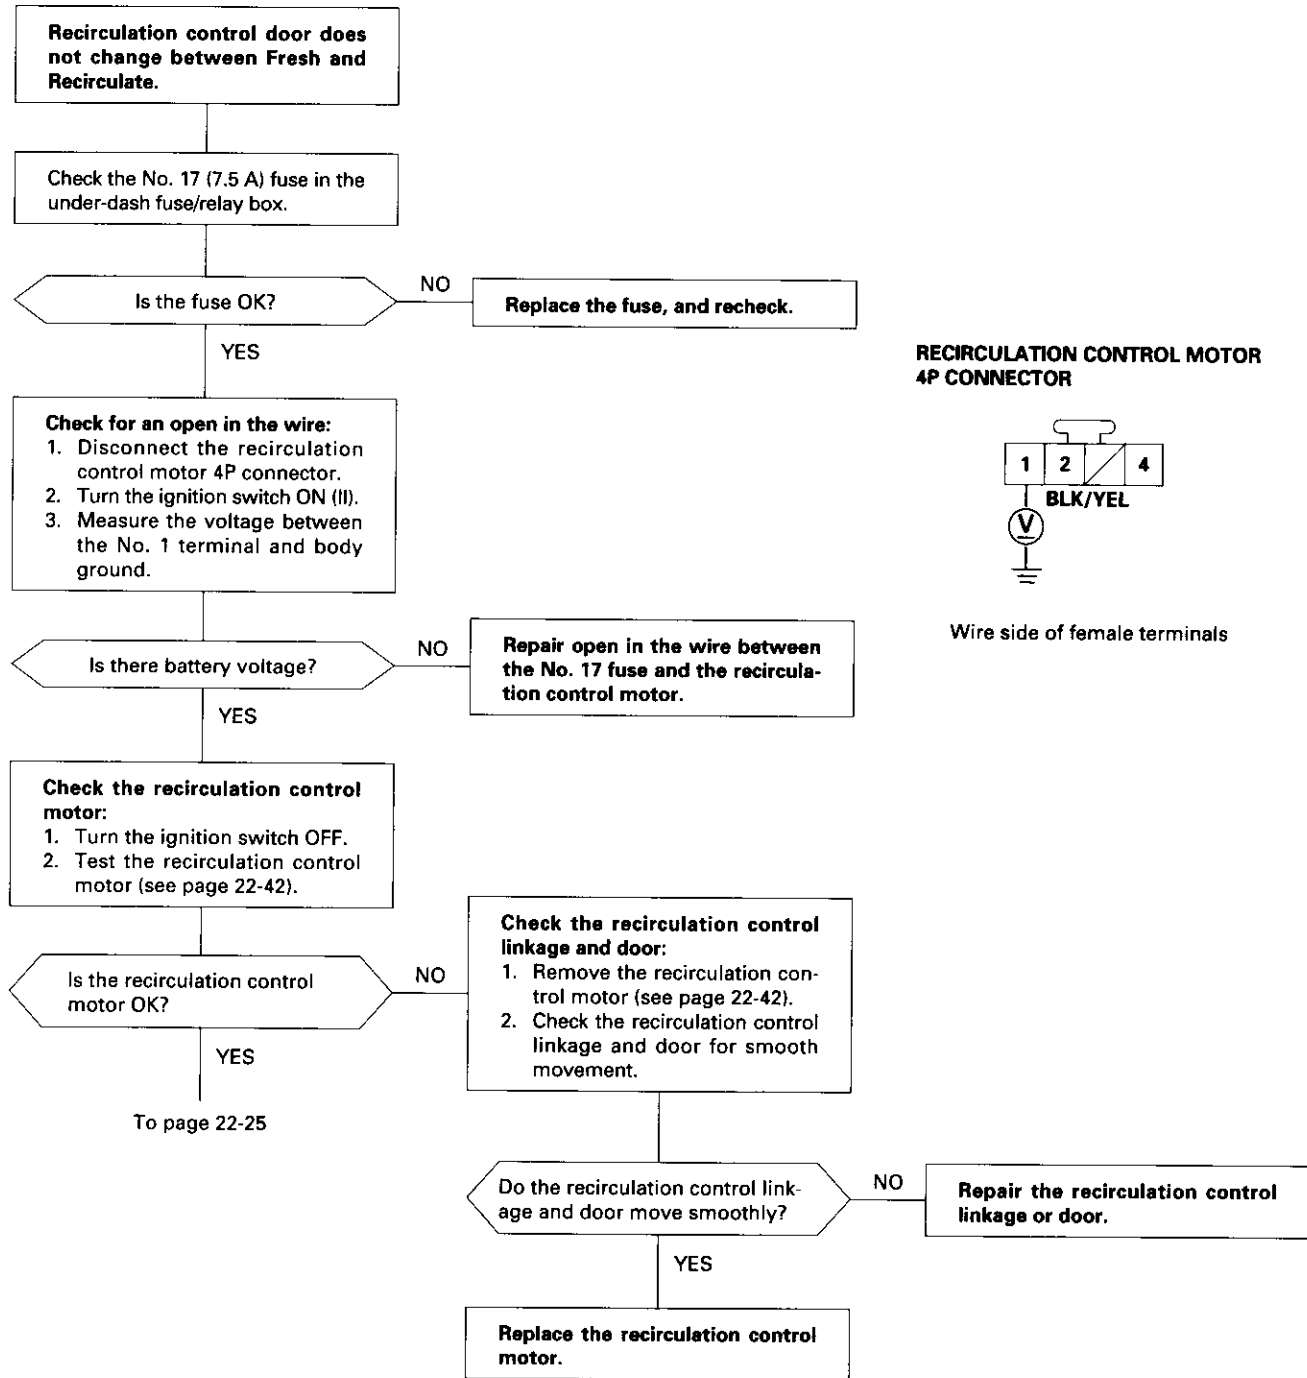 Recirculation control door does
not change between Fresh and
Recirculate.
Check the No. 17 (7.5 A) fuse in the
under-dash fuse/relay box.
Is the fuse OK?
NO
Replace the fuse, and recheck.
YES
RECIRCULATION CONTROL MOTOR
4P CONNECTOR
1 2 4
BLK/YEL
V
Wire side of female terminals
Check for an open in the wire:
1. Disconnect the recirculation
control motor 4P connector.
2. Turn the ignition switch ON (II).
3. Measure the voltage between
the No. 1 terminal and body
ground.
Is there battery voltage?
NO
Repair open in the wire between
the No. 17 fuse and the recircula-
tion control motor.
YES
Check the recirculation control
motor:
1. Turn the ignition switch OFF.
2. Test the recirculation control
motor (see page 22-42).
Is the recirculation control
motor OK?
NO
Check the recirculation control
linkage and door:
1. Remove the recirculation con-
trol motor (see page 22-42).
2. Check the recirculation control
linkage and door for smooth
movement.
YES
To page 22-25
Do the recirculation control link-
age and door move smoothly?
NO
Repair the recirculation control
linkage or door.
YES
Replace the recirculation control
motor.